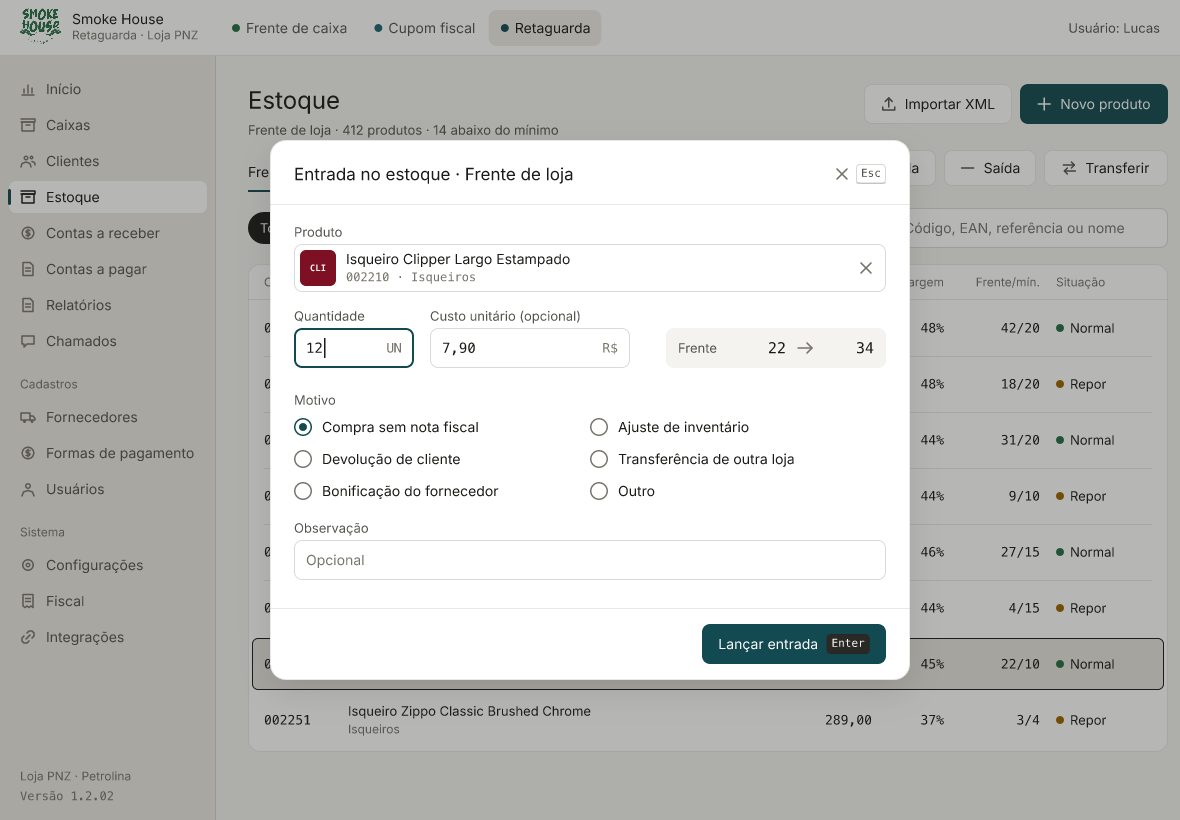 SMOKE
HOUSE
Smoke House
Retaguarda · Loja PNZ
Frente de caixa
Cupom fiscal
Retaguarda
Usuário: Lucas
Início
Caixas
Clientes
Estoque
Contas a receber
Contas a pagar
Relatórios
Chamados
Cadastros
Fornecedores
Formas de pagamento
Usuários
Sistema
Configurações
Fiscal
Integrações
Loja PNZ · Petrolina
Versão 1.2.02
Estoque
Frente de loja · 412 produtos · 14 abaixo do mínimo
Importar XML
Novo produto
Saída
Transferir
Código, EAN, referência ou nome
Entrada no estoque · Frente de loja
Esc
Produto
CLI
Isqueiro Clipper Largo Estampado
002210 · Isqueiros
Quantidade
Custo unitário (opcional)
12 UN
7,90 R$
Frente 22 → 34
Motivo
Compra sem nota fiscal
Ajuste de inventário
Devolução de cliente
Transferência de outra loja
Bonificação do fornecedor
Outro
Observação
Opcional
Lançar entrada Enter
Frente/mín. Situação
48% 42/20 Normal
48% 18/20 Repor
44% 31/20 Normal
44% 9/10 Repor
46% 27/15 Normal
44% 4/15 Repor
45% 22/10 Normal
002251 Isqueiro Zippo Classic Brushed Chrome 289,00 37% 3/4 Repor
Isqueiros